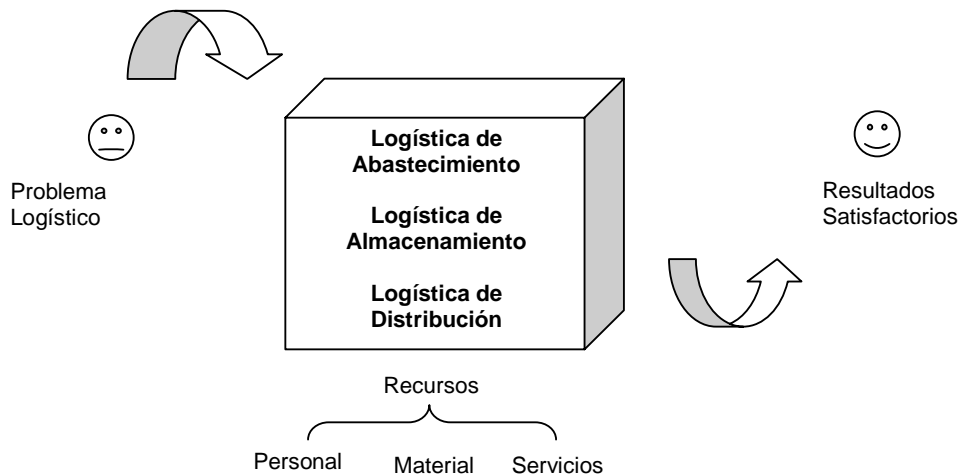 Problema
Logístico
Logística de
Abastecimiento
Logística de
Almacenamiento
Logística de
Distribución
Resultados
Satisfactorios
Recursos
Personal Material Servicios